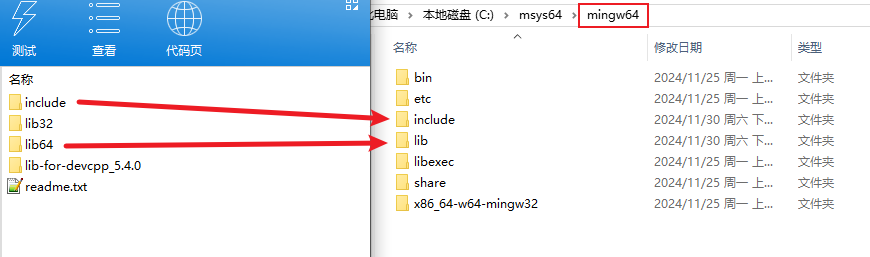 测试
查看
代码页
名称
include
lib32
lib64
lib-for-devcpp_5.4.0
readme.txt
电脑
本地磁盘 (C:)
msys64
mingw64
名称
修改日期
类型
bin
2024/11/25 周一 上...
文件夹
etc
2024/11/25 周一 上...
文件夹
include
2024/11/30 周六 下...
文件夹
lib
2024/11/30 周六 下...
文件夹
libexec
2024/11/25 周一 上...
文件夹
share
2024/11/25 周一 上...
文件夹
x86_64-w64-mingw32
2024/11/25 周一 上...
文件夹